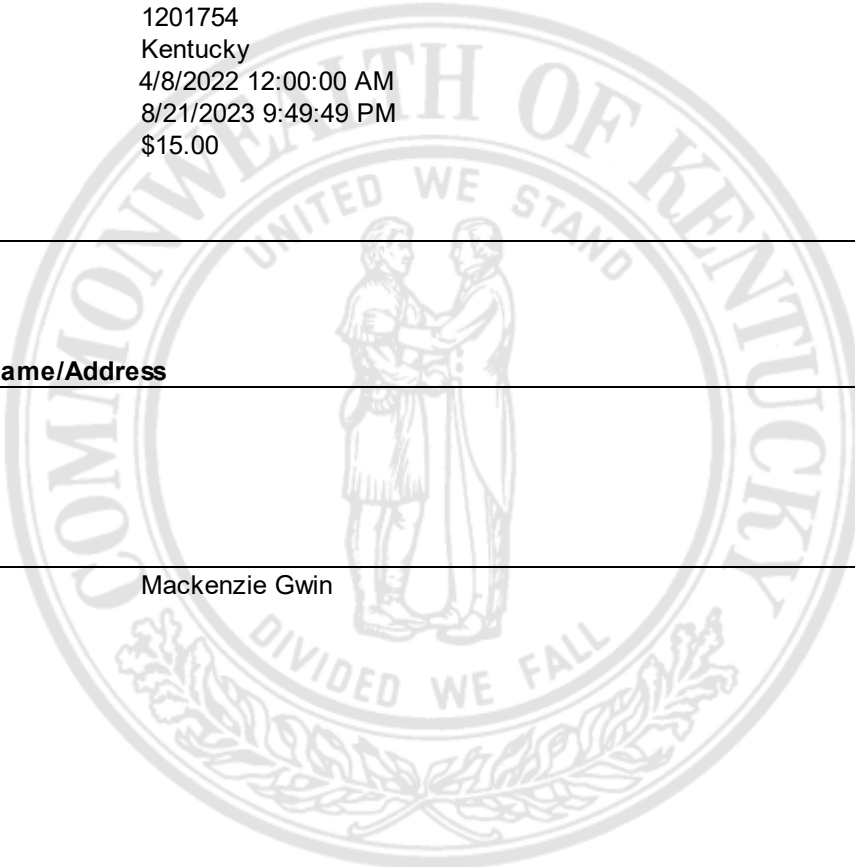 1201754
Kentucky
4/8/2022 12:00:00 AM
8/21/2023 9:49:49 PM
$15.00
COMMONWEALTH OF KENTUCKY
UNITED WE STAND
ame/Address
Mackenzie Gwin
DIVIDED WE FALL